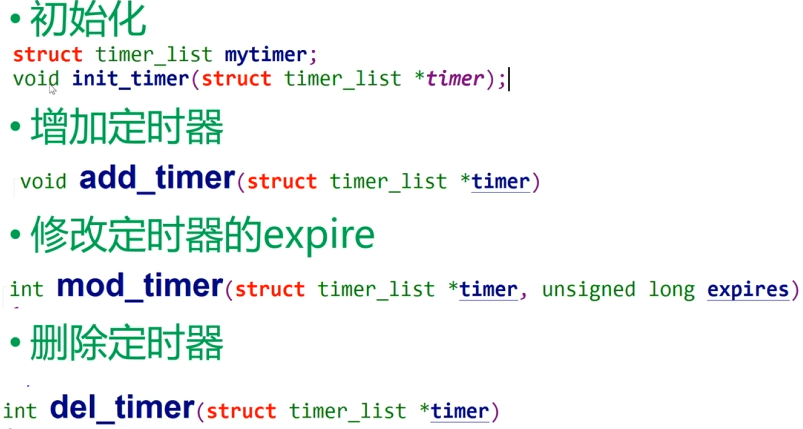 • 初始化
struct timer_list mytimer;
void init_timer(struct timer_list *timer);
• 增加定时器
void add_timer(struct timer_list *timer)
• 修改定时器的expire
int mod_timer(struct timer_list *timer, unsigned long expires)
• 删除定时器
int del_timer(struct timer_list *timer)